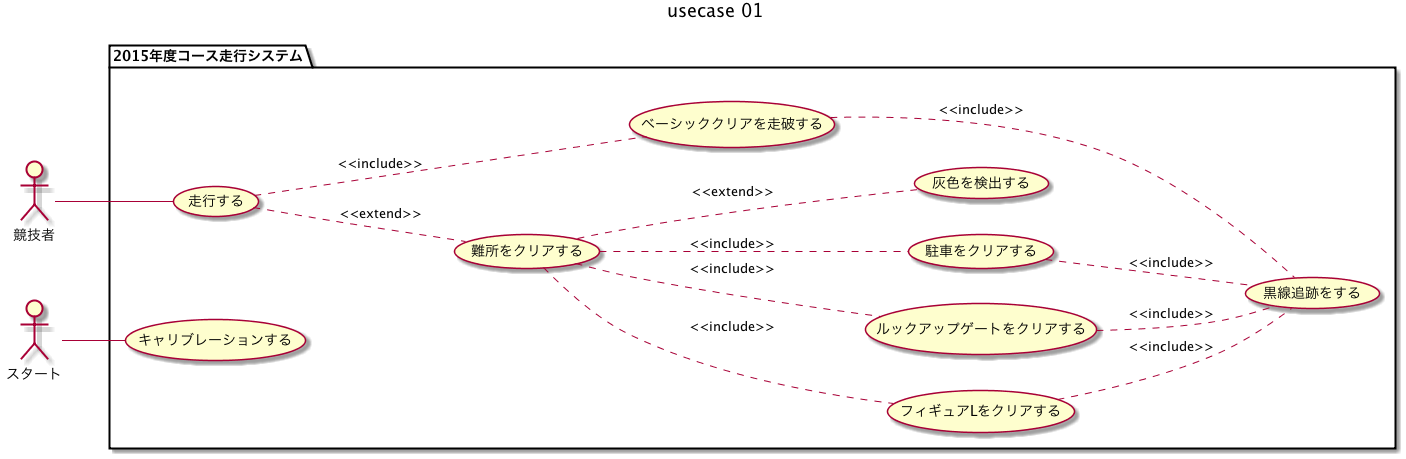 usecase 01
2015年度コース走行システム
<<include>>
ベーシッククリアを走破する
<<include>>
競技者
走行する
<<extend>>
<<extend>>
灰色を検出する
難所をクリアする
<<include>>
駐車をクリアする
<<include>>
<<include>>
ルックアップゲートをクリアする
<<include>>
<<include>>
フィギュアLをクリアする
<<include>>
黒線追跡をする
スタート
キャリブレーションする